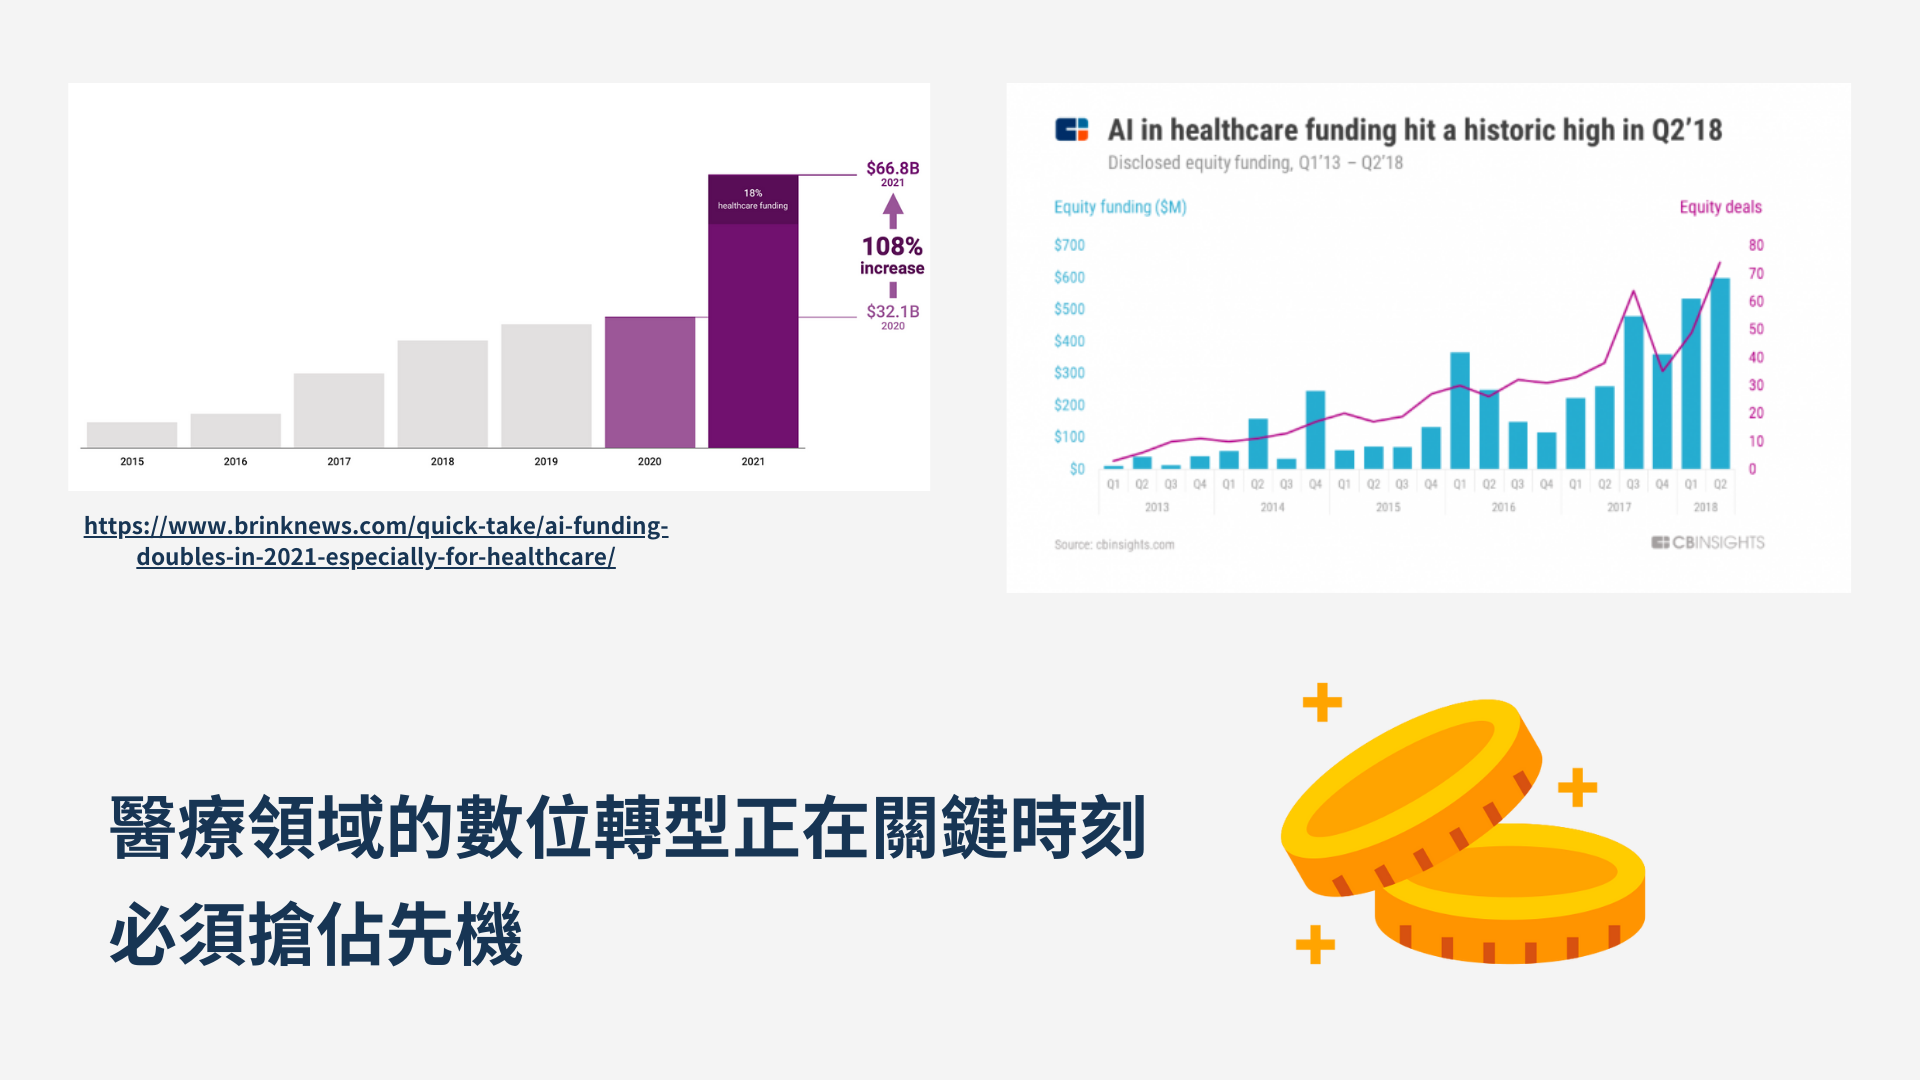 $66.8B
2021
18%
healthcare funding
108%
increase
$32.1B
2020
2015 2016 2017 2018 2019 2020 2021
https://www.brinknews.com/quick-take/ai-funding-
doubles-in-2021-especially-for-healthcare/
AI in healthcare funding hit a historic high in Q2’18
Disclosed equity funding, Q1’13 – Q2’18
Equity funding ($M) Equity deals
$700 80
$600 70
$500 60
$400 50
$300 40
$200 30
$100 20
$0 10
0
Q1 Q2 Q3 Q4 Q1 Q2 Q3 Q4 Q1 Q2 Q3 Q4 Q1 Q2 Q3 Q4 Q1 Q2 Q3 Q4 Q1 Q2
2013 2014 2015 2016 2017 2018
Source: cbinsights.com CBINSIGHTS
醫療領域的數位轉型正在關鍵時刻
必須搶佔先機